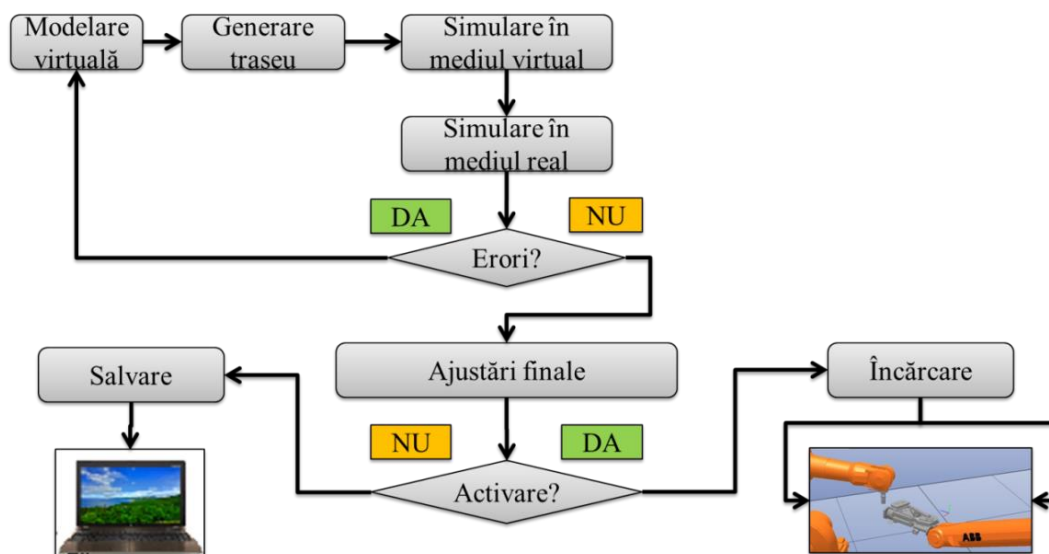 Modelare
virtuală
Generare
traseu
Simulare în
mediul virtual
Simulare în
mediul real
DA
NU
Erori?
Salvare
Ajustări finale
Încărcare
NU
DA
Activare?
ABB